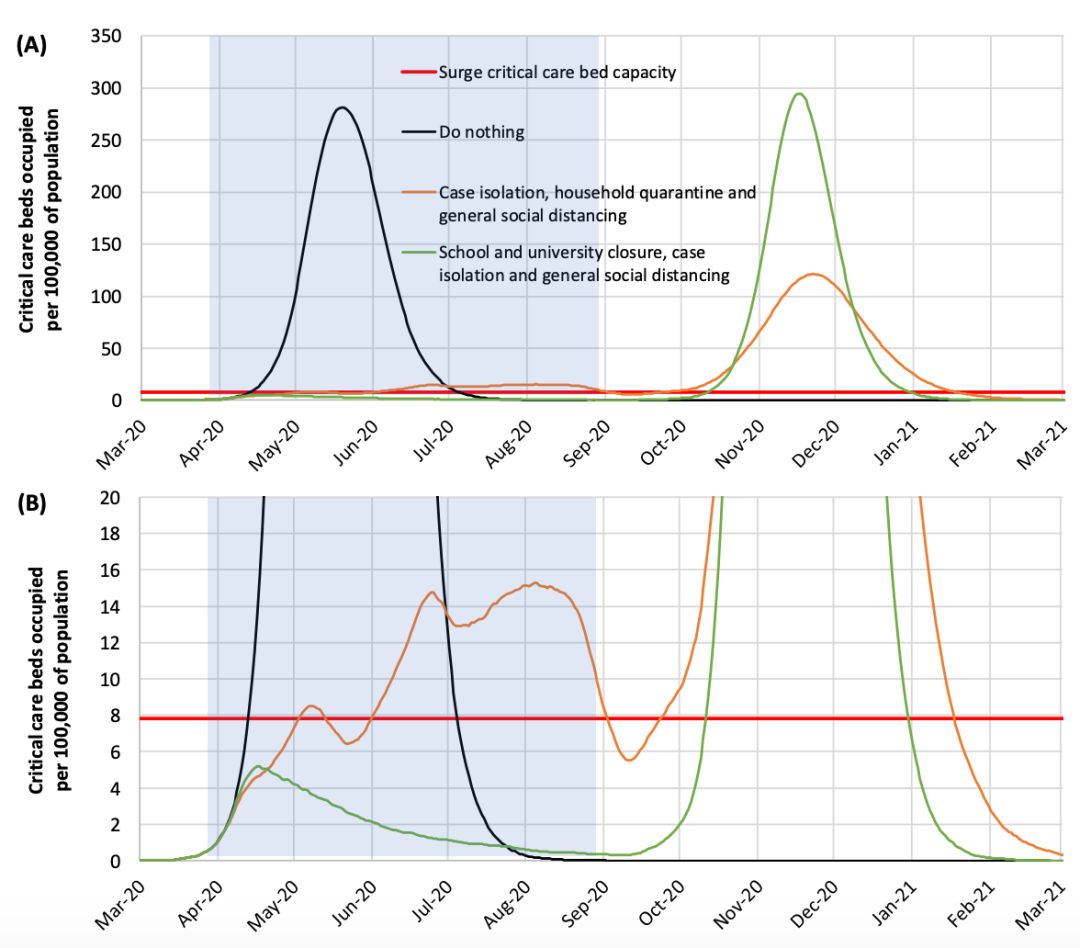 (A)
Critical care beds occupied
per 100,000 of population
350
300
250
200
150
100
50
0
Surge critical care bed capacity
Do nothing
Case isolation, household quarantine and
general social distancing
School and university closure, case
isolation and general social distancing
Mar-20
Apr-20
May-20
Jun-20
Jul-20
Aug-20
Sep-20
Oct-20
Nov-20
Dec-20
Jan-21
Feb-21
Mar-21
(B)
Critical care beds occupied
per 100,000 of population
20
18
16
14
12
10
8
6
4
2
0
Mar-20
Apr-20
May-20
Jun-20
Jul-20
Aug-20
Sep-20
Oct-20
Nov-20
Dec-20
Jan-21
Feb-21
Mar-21